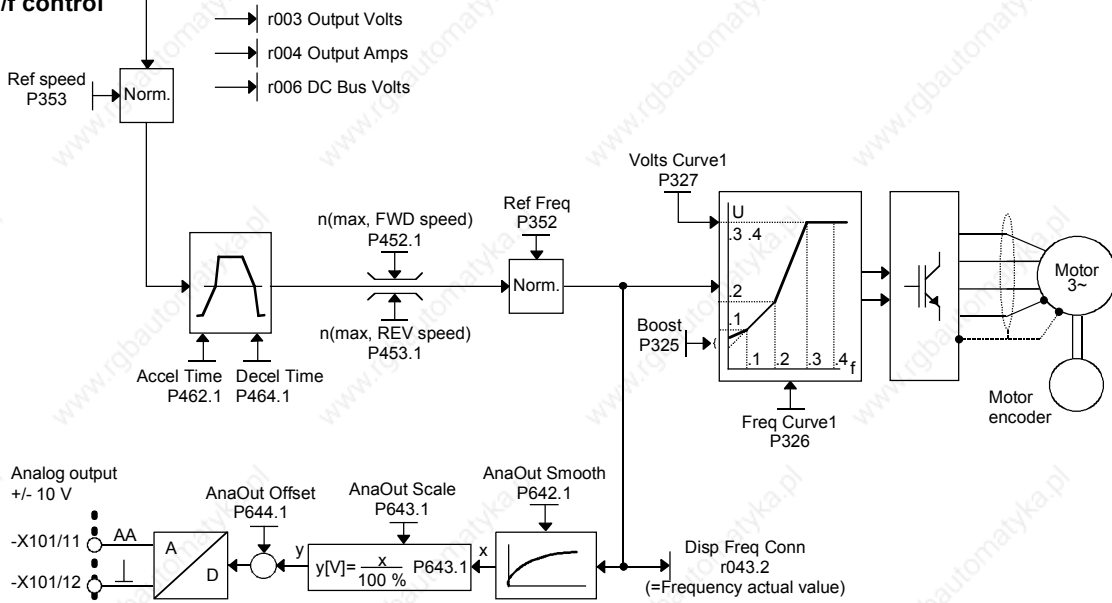 /f control
r003 Output Volts
r004 Output Amps
r006 DC Bus Volts
Ref speed
P353
Norm.
Volts Curve1
P327
n(max, FWD speed)
P452.1
Ref Freq
P352
Norm.
n(max, REV speed)
P453.1
Accel Time
P462.1
Decel Time
P464.1
U
.3 .4
.2
.1
Boost
P325
.1 .2 .3 .4
f
Freq Curve1
P326
Motor
3~
Motor
encoder
Analog output
+/- 10 V
-X101/11
AA
-X101/12
A
D
AnaOut Offset
P644.1
y
AnaOut Scale
P643.1
y[V]= x / 100 % P643.1
x
AnaOut Smooth
P642.1
Disp Freq Conn
r043.2
(=Frequency actual value)
www.rgbautomatyka.pl